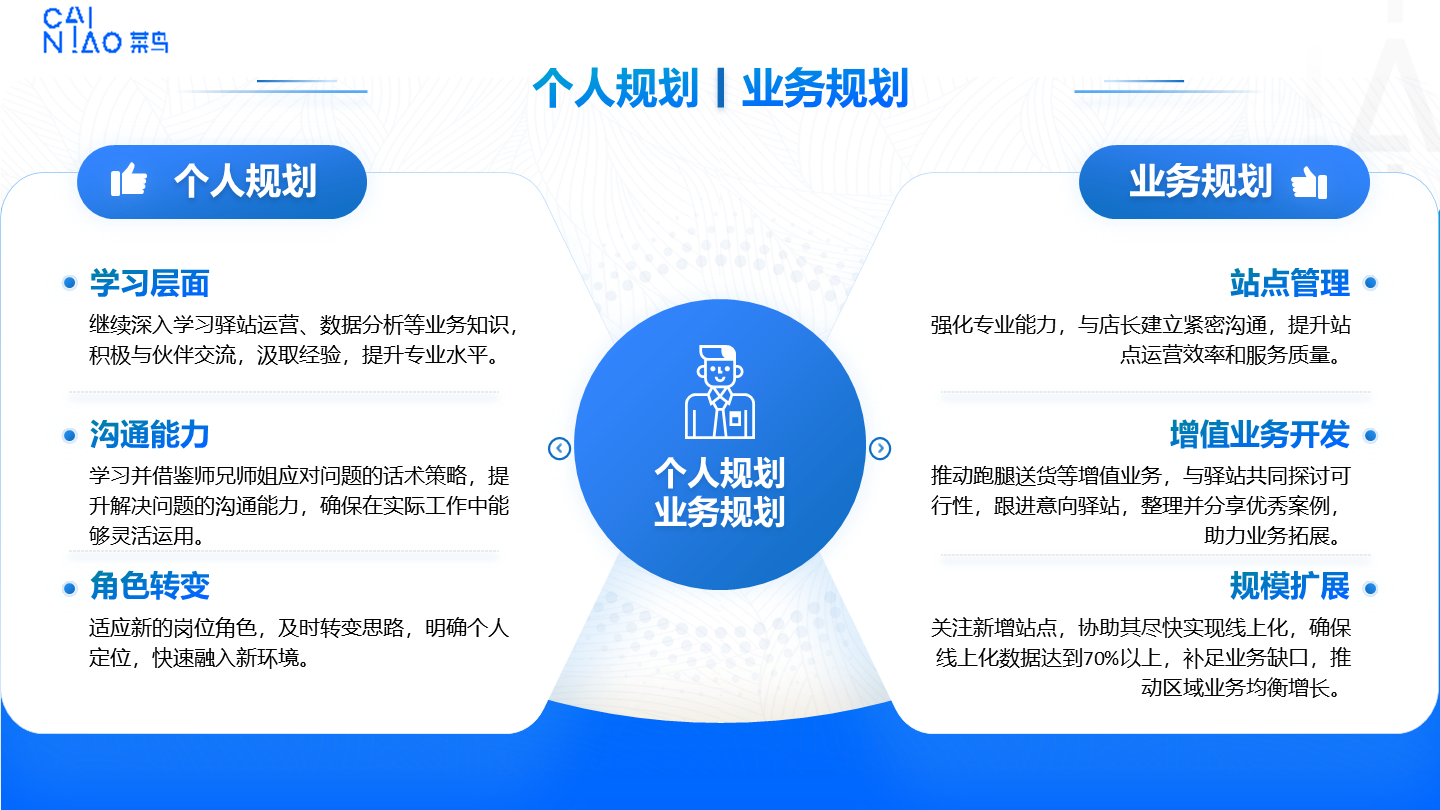 CAI
NIAO 菜鸟
个人规划丨业务规划
个人规划
学习层面
继续深入学习驿站运营、数据分析等业务知识，
积极与伙伴交流，汲取经验，提升专业水平。
沟通能力
学习并借鉴师兄师姐应对问题的话术策略，提
升解决问题的沟通能力，确保在实际工作中能
够灵活运用。
角色转变
适应新的岗位角色，及时转变思路，明确个人
定位，快速融入新环境。
个人规划
业务规划
业务规划
站点管理
强化专业能力，与店长建立紧密沟通，提升站
点运营效率和服务质量。
增值业务开发
推动跑腿送货等增值业务，与驿站共同探讨可
行性，跟进意向驿站，整理并分享优秀案例，
助力业务拓展。
规模扩展
关注新增站点，协助其尽快实现线上化，确保
线上化数据达到70%以上，补足业务缺口，推
动区域业务均衡增长。